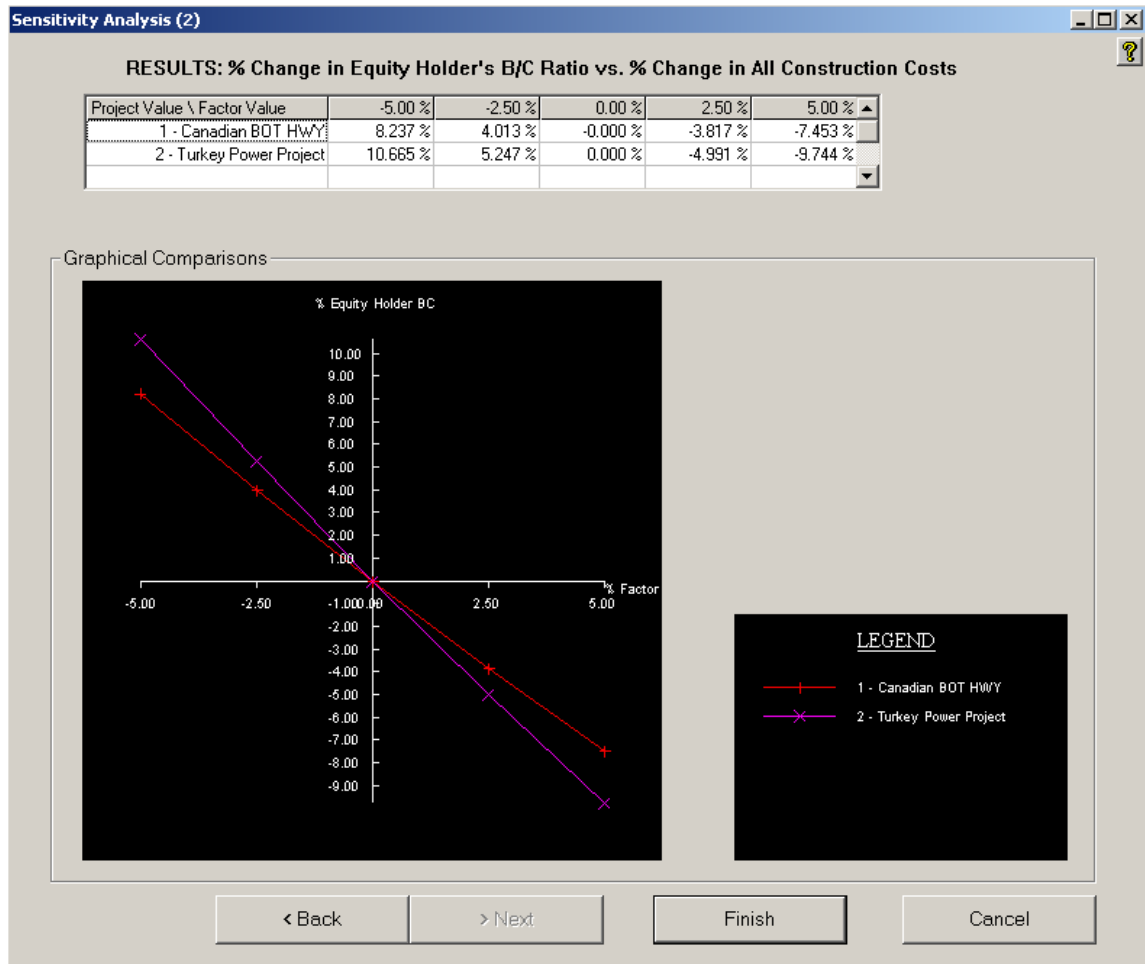 Sensitivity Analysis (2)
RESULTS: % Change in Equity Holder's B/C Ratio vs. % Change in All Construction Costs
Project Value \ Factor Value -5.00 % -2.50 % 0.00 % 2.50 % 5.00 %
1 - Canadian BOT HWY 8.237 % 4.013 % -0.000 % -3.817 % -7.453 %
2 - Turkey Power Project 10.665 % 5.247 % 0.000 % -4.991 % -9.744 %
Graphical Comparisons
% Equity Holder BC
10.00
9.00
8.00
7.00
6.00
5.00
4.00
3.00
2.00
1.00
% Factor
-5.00 -2.50 -1.00 0.00 2.50 5.00
-2.00
-3.00
-4.00
-5.00
-6.00
-7.00
-8.00
-9.00
LEGEND
1 - Canadian BOT HWY
2 - Turkey Power Project
< Back > Next Finish Cancel